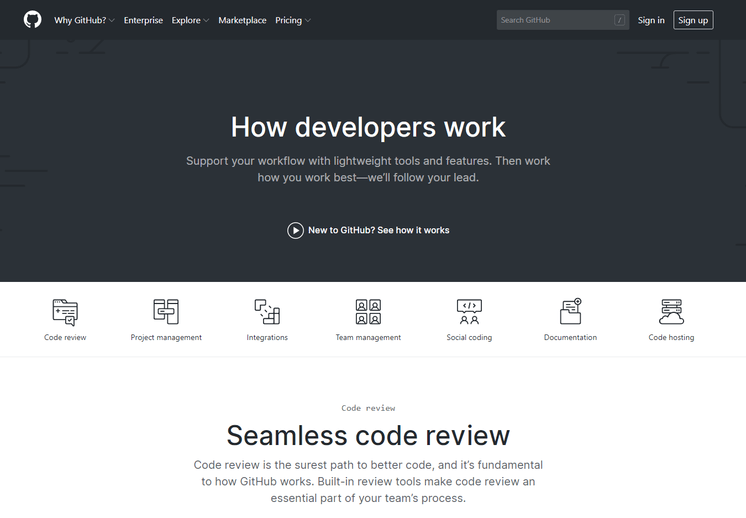 Why GitHub? Enterprise Explore Marketplace Pricing Search GitHub / Sign in Sign up
How developers work
Support your workflow with lightweight tools and features. Then work
how you work best—we’ll follow your lead.
New to GitHub? See how it works
Code review Project management Integrations Team management Social coding Documentation Code hosting
Code review
Seamless code review
Code review is the surest path to better code, and it’s fundamental
to how GitHub works. Built-in review tools make code review an
essential part of your team’s process.